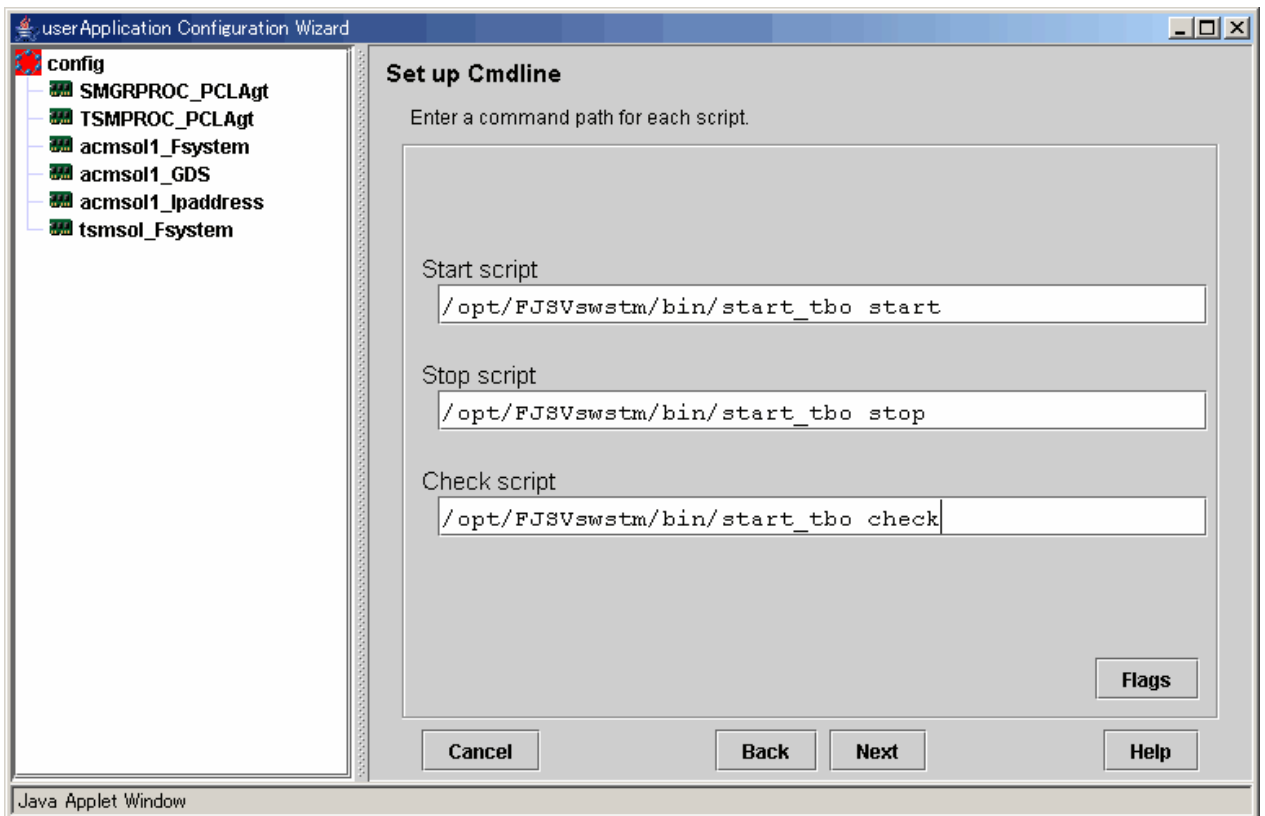 userApplication Configuration Wizard
config
SMGRPROC_PCLAgt
TSMPROC_PCLAgt
acmsol1_Fsystem
acmsol1_GDS
acmsol1_Ipaddress
tsmsol_Fsystem
Set up Cmdline
Enter a command path for each script.
Start script
/opt/FJSVswstm/bin/start_tbo start
Stop script
/opt/FJSVswstm/bin/start_tbo stop
Check script
/opt/FJSVswstm/bin/start_tbo check
Flags
Cancel
Back
Next
Help
Java Applet Window